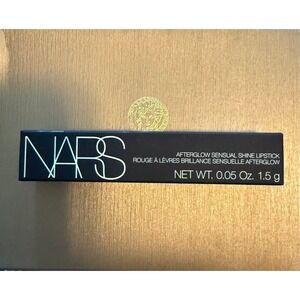 NARS
AFTERGLOW SENSUAL SHINE LIPSTICK
ROUGE À LÈVRES BRILLANCE SENSUELLE AFTERGLOW
NET WT. 0.05 Oz. 1.5 g